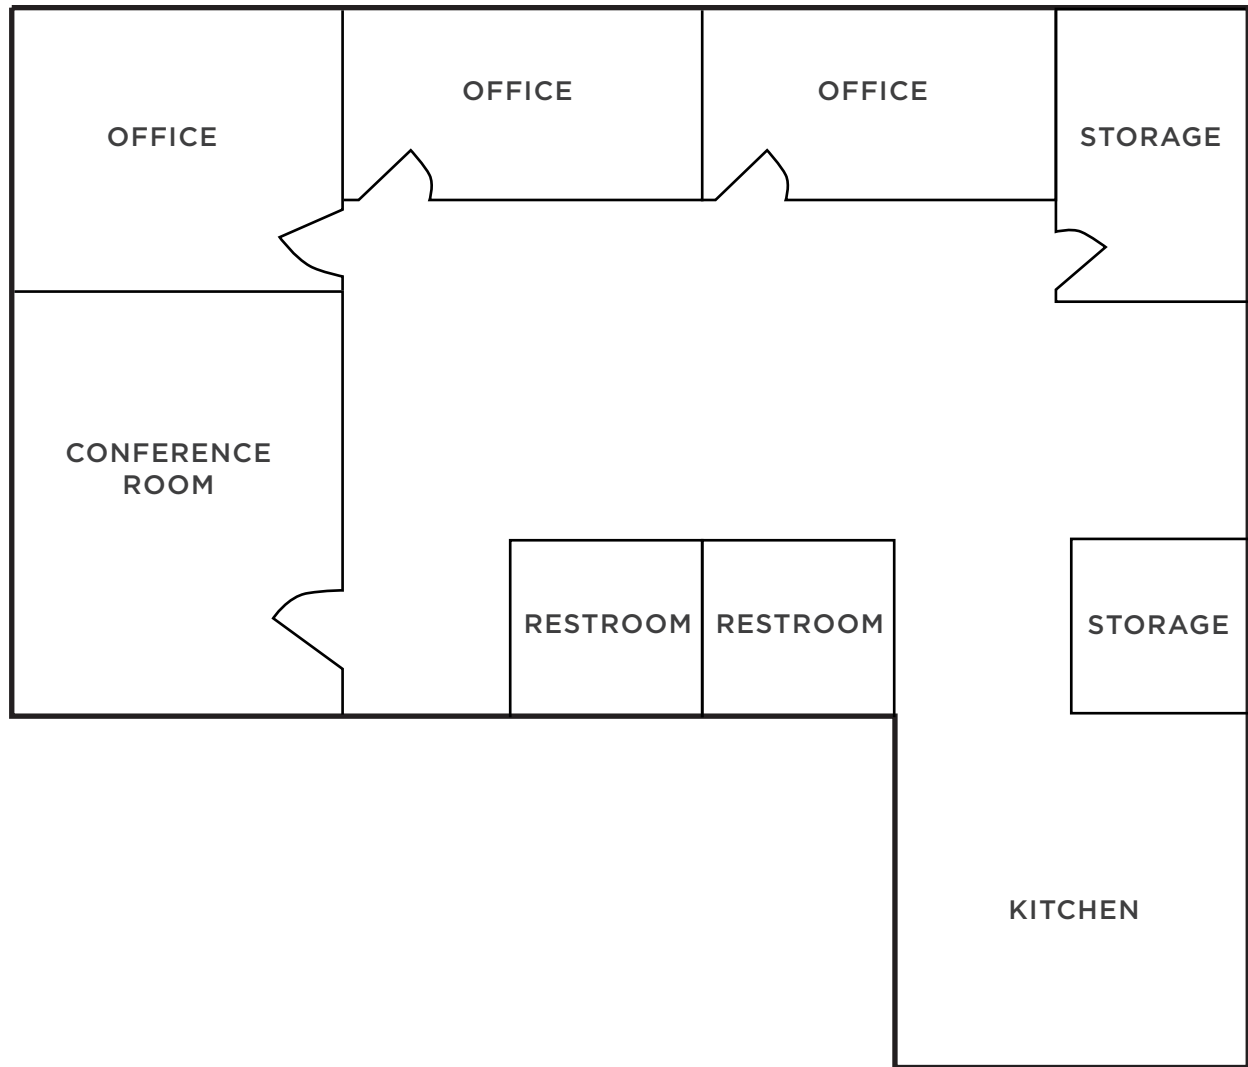 OFFICE
OFFICE
OFFICE
STORAGE
CONFERENCE
ROOM
RESTROOM
RESTROOM
STORAGE
KITCHEN